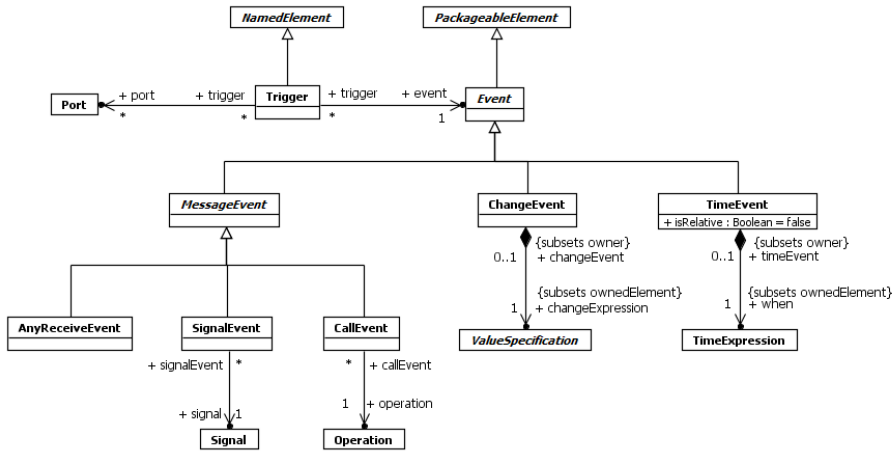 NamedElement
PackageableElement
+ port
+ trigger
+ trigger
+ event
Port
Trigger
Event
*
*
*
1
MessageEvent
ChangeEvent
TimeEvent
+ isRelative : Boolean = false
{subsets owner}
0..1
+ changeEvent
{subsets owner}
0..1
+ timeEvent
{subsets ownedElement}
1
+ changeExpression
{subsets ownedElement}
1
+ when
AnyReceiveEvent
SignalEvent
CallEvent
ValueSpecification
TimeExpression
+ signalEvent
*
*
+ callEvent
+ signal
1
1
+ operation
Signal
Operation